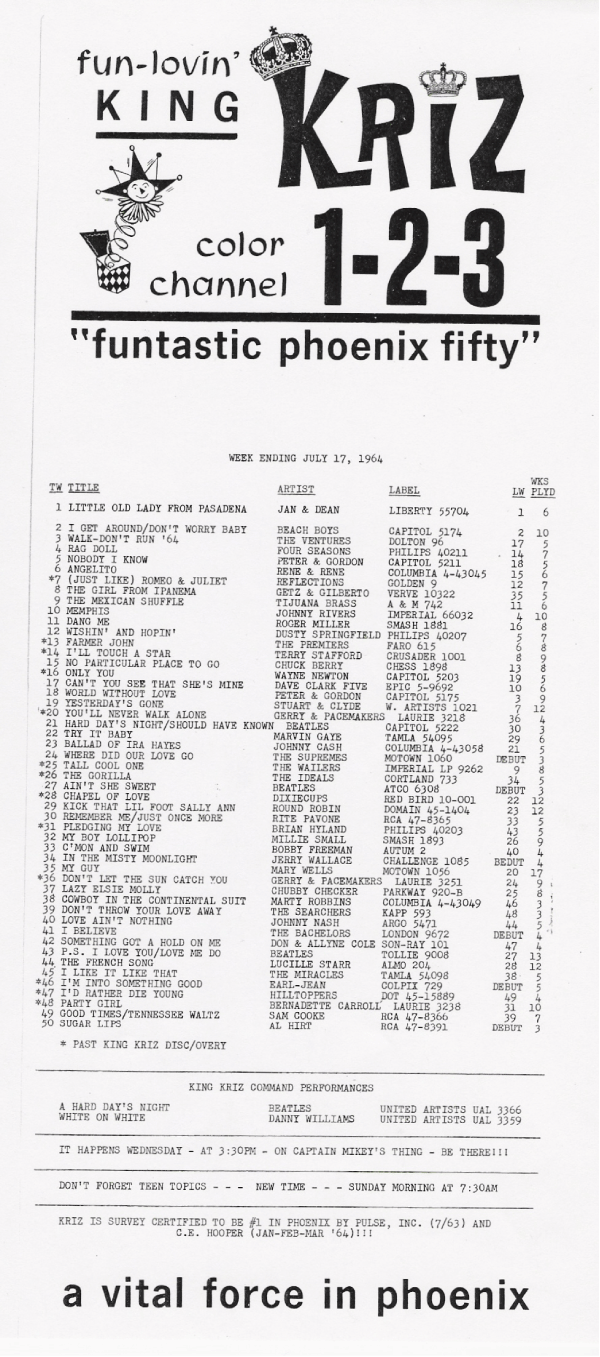 fun-lovin'
KING
KRIZ
color
channel
1-2-3
"funtastic phoenix fifty"
WEEK ENDING JULY 17, 1964
WKS
TW TITLE ARTIST LABEL LW PLYD
1 LITTLE OLD LADY FROM PASADENA JAN & DEAN LIBERTY 55704 1 6
2 I GET AROUND/DON'T WORRY BABY BEACH BOYS CAPITOL 5174 2 10
3 WALK-DON'T RUN '64 THE VENTURES DOLTON 96 17 5
4 RAG DOLL FOUR SEASONS PHILIPS 40211 14 7
5 NOBODY I KNOW PETER & GORDON CAPITOL 5211 18 5
6 ANGELITO RENE & RENE COLUMBIA 4-43045 15 6
*7 (JUST LIKE) ROMEO & JULIET REFLECTIONS GOLDEN 9 12 7
8 THE GIRL FROM IPANEMA GETZ & GILBERTO VERVE 10322 35 5
9 THE MEXICAN SHUFFLE TIJUANA BRASS A & M 742 11 6
10 MEMPHIS JOHNNY RIVERS IMPERIAL 66032 4 10
11 DANG ME ROGER MILLER SMASH 1881 16 8
12 WISHIN' AND HOPIN' DUSTY SPRINGFIELD PHILIPS 40207 5 7
*13 FARMER JOHN THE PREMIERS FARO 615 6 8
*14 I'LL TOUCH A STAR TERRY STAFFORD CRUSADER 1001 8 9
15 NO PARTICULAR PLACE TO GO CHUCK BERRY CHESS 1898 13 8
*16 ONLY YOU WAYNE NEWTON CAPITOL 5203 19 5
17 CAN'T YOU SEE THAT SHE'S MINE DAVE CLARK FIVE EPIC 5-9692 10 6
18 WORLD WITHOUT LOVE PETER & GORDON CAPITOL 5175 3 9
19 YESTERDAY'S GONE STUART & CLYDE W. ARTISTS 1021 7 12
*20 YOU'LL NEVER WALK ALONE GERRY & PACEMAKERS LAURIE 3218 36 4
21 HARD DAY'S NIGHT/SHOULD HAVE KNOWN BEATLES CAPITOL 5222 30 3
22 TRY IT BABY MARVIN GAYE TAMLA 54095 29 6
23 BALLAD OF IRA HAYES JOHNNY CASH COLUMBIA 4-43058 21 5
24 WHERE DID OUR LOVE GO THE SUPREMES MOTOWN 1060 DEBUT 3
*25 TALL COOL ONE THE WAILERS IMPERIAL LP 9262 9 8
*26 THE GORILLA THE IDEALS CORTLAND 733 34 5
27 AIN'T SHE SWEET BEATLES ATCO 6308 DEBUT 3
*28 CHAPEL OF LOVE DIXIECUPS RED BIRD 10-001 22 12
29 KICK THAT LIL FOOT SALLY ANN ROUND ROBIN DOMAIN 45-1404 23 12
30 REMEMBER ME/JUST ONCE MORE RITE PAVONE RCA 47-8365 33 5
*31 PLEDGING MY LOVE BRIAN HYLAND PHILIPS 40203 43 5
32 MY BOY LOLLIPOP MILLIE SMALL SMASH 1893 26 9
33 C'MON AND SWIM BOBBY FREEMAN AUTUM 2 40 4
34 IN THE MISTY MOONLIGHT JERRY WALLACE CHALLENGE 1085 BEDUT 4
35 MY GUY MARY WELLS MOTOWN 1056 20 17
*36 DON'T LET THE SUN CATCH YOU GERRY & PACEMAKERS LAURIE 3251 24 9
37 LAZY ELSIE MOLLY CHUBBY CHECKER PARKWAY 920-B 25 8
38 COWBOY IN THE CONTINENTAL SUIT MARTY ROBBINS COLUMBIA 4-43049 46 3
39 DON'T THROW YOUR LOVE AWAY THE SEARCHERS KAPP 593 48 3
40 LOVE AIN'T NOTHING JOHNNY NASH ARGO 5471 44 5
41 I BELIEVE THE BACHELORS LONDON 9672 DEBUT 4
42 SOMETHING GOT A HOLD ON ME DON & ALLYNE COLE SON-RAY 101 47 4
43 P.S. I LOVE YOU/LOVE ME DO BEATLES TOLLIE 9008 27 13
44 THE FRENCH SONG LUCILLE STARR ALMO 204 28 12
45 I LIKE IT LIKE THAT THE MIRACLES TAMLA 54098 38 5
*46 I'M INTO SOMETHING GOOD EARL-JEAN COLPIX 729 DEBUT 5
*47 I'D RATHER DIE YOUNG HILLTOPPERS DOT 45-15889 49 4
*48 PARTY GIRL BERNADETTE CARROLL LAURIE 3238 31 10
49 GOOD TIMES/TENNESSEE WALTZ SAM COOKE RCA 47-8366 39 7
50 SUGAR LIPS AL HIRT RCA 47-8391 DEBUT 3
* PAST KING KRIZ DISC/OVERT
KING KRIZ COMMAND PERFORMANCES
A HARD DAY'S NIGHT BEATLES UNITED ARTISTS UAL 3366
WHITE ON WHITE DANNY WILLIAMS UNITED ARTISTS UAL 3359
IT HAPPENS WEDNESDAY - AT 3:30PM - ON CAPTAIN MIKEY'S THING - BE THERE!!!
DON'T FORGET TEEN TOPICS - - - NEW TIME - - - SUNDAY MORNING AT 7:30AM
KRIZ IS SURVEY CERTIFIED TO BE #1 IN PHOENIX BY PULSE, INC. (7/63) AND
C.E. HOOPER (JAN-FEB-MAR '64)!!!
a vital force in phoenix